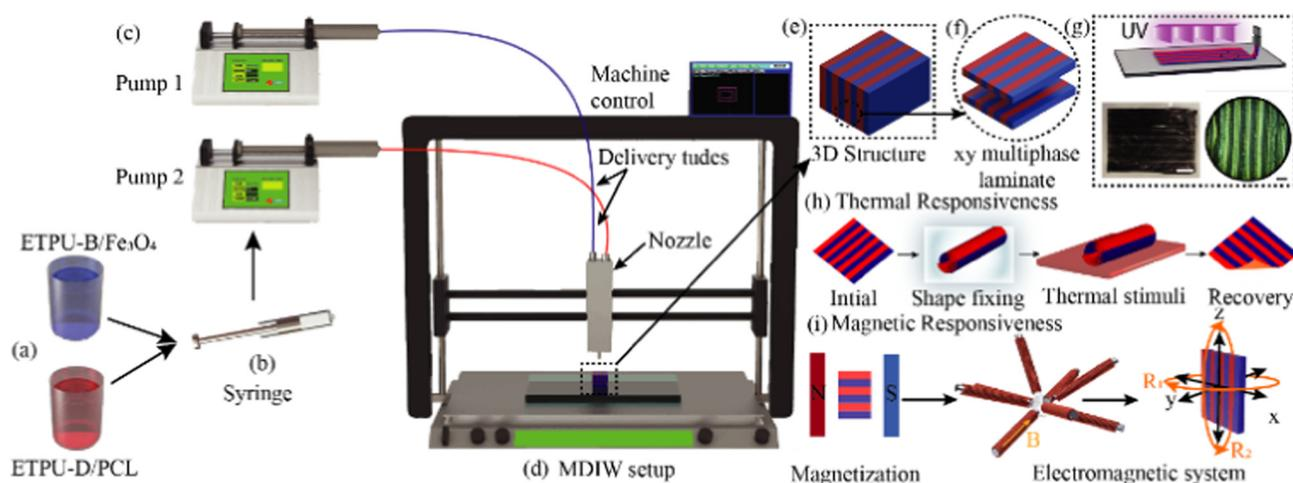 (c)
Pump 1
Pump 2
ETPU-B/Fe₃O₄
(a)
ETPU-D/PCL
(b)
Syringe
Machine
control
Delivery tudes
Nozzle
(d) MDIW setup
(e)
3D Structure
(f)
xy multiphase
laminate
(g)
UV
(h) Thermal Responsiveness
Intial
Shape fixing
Thermal stimuli
Recovery
(i) Magnetic Responsiveness
N
S
Magnetization
B
Electromagnetic system
z
R₁
y
x
R₂